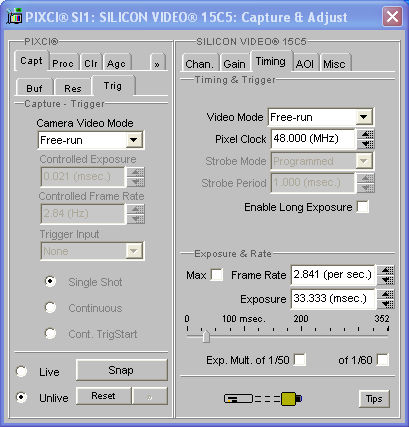 PIXCI® SI1: SILICON VIDEO® 15C5: Capture & Adjust
PIXCI®
Capt Proc Clr Agc »
Buf Res Trig
Capture - Trigger
Camera Video Mode
Free-run
Controlled Exposure
0.021 (msec.)
Controlled Frame Rate
2.84 (Hz)
Trigger Input
None
Single Shot
Continuous
Cont. TrigStart
Live Snap
Unlive Reset »
SILICON VIDEO® 15C5
Chan. Gain Timing AOI Misc
Timing & Trigger
Video Mode Free-run
Pixel Clock 48.000 (MHz)
Strobe Mode Programmed
Strobe Period 1.000 (msec.)
Enable Long Exposure
Exposure & Rate
Max Frame Rate 2.841 (per sec.)
Exposure 33.333 (msec.)
0 100 msec. 200 352
Exp. Mult. of 1/50 of 1/60
Tips